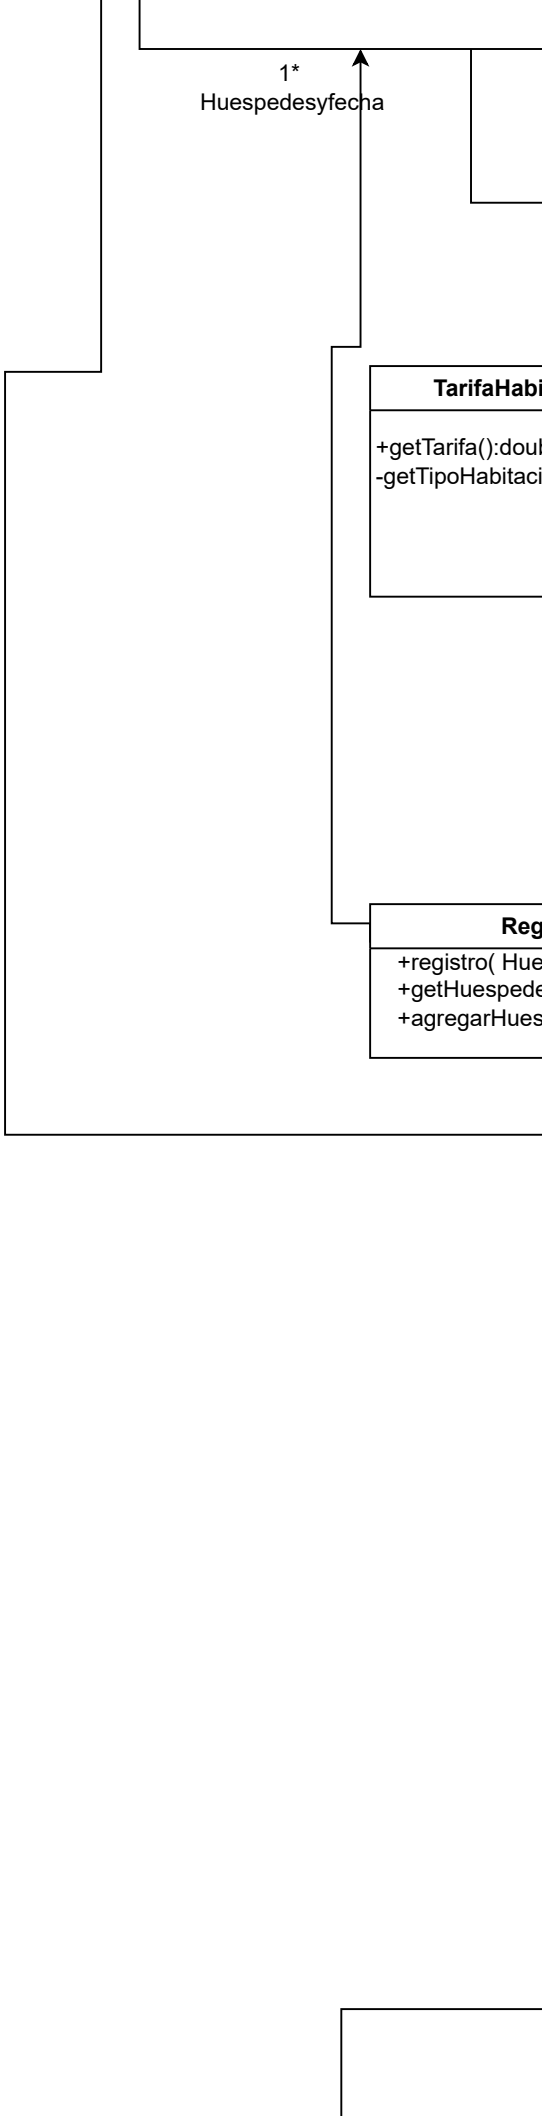 1*
Huespedesyfecha
TarifaHabi
+getTarifa():doub
-getTipoHabitaci
Reg
+registro( Hue
+getHuespede
+agregarHues